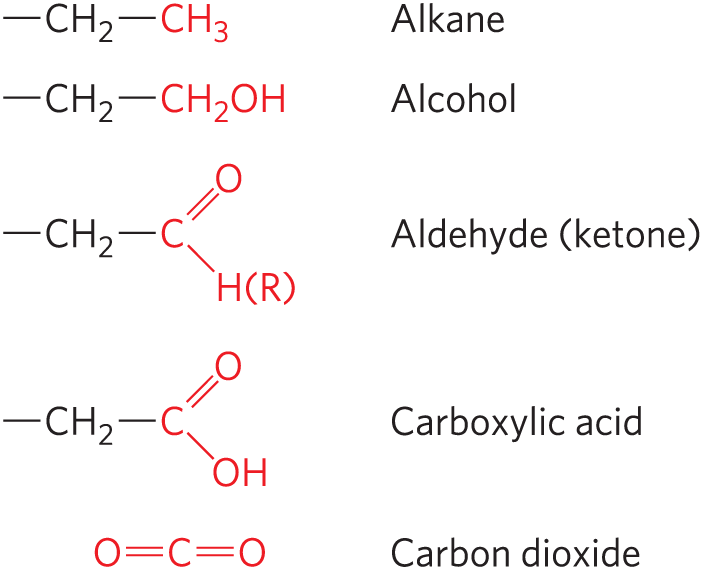 —CH₂—CH₃ Alkane
—CH₂—CH₂OH Alcohol
O
—CH₂—C Aldehyde (ketone)
H(R)
O
—CH₂—C Carboxylic acid
OH
O=C=O Carbon dioxide